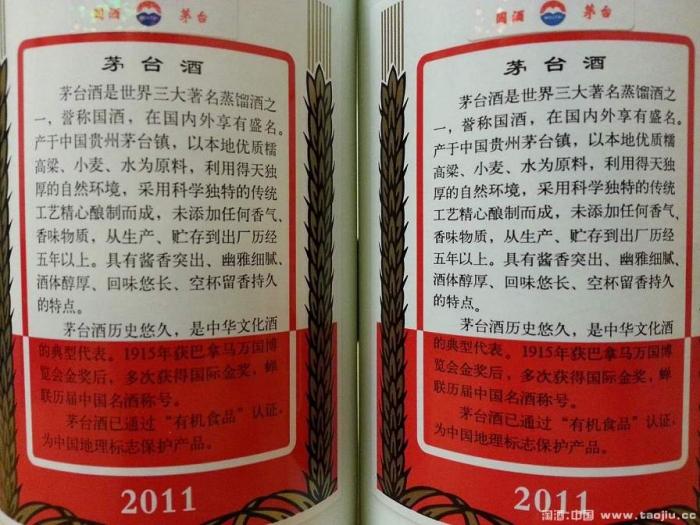 国酒 茅台
茅台酒
茅台酒是世界三大著名蒸馏酒之
一，誉称国酒，在国内外享有盛名。
产于中国贵州茅台镇，以本地优质糯
高粱、小麦、水为原料，利用得天独
厚的自然环境，采用科学独特的传统
工艺精心酿制而成，未添加任何香气、
香味物质，从生产、贮存到出厂历经
五年以上。具有酱香突出、幽雅细腻、
酒体醇厚、回味悠长、空杯留香持久
的特点。
茅台酒历史悠久，是中华文化酒
的典型代表。1915年获巴拿马万国博
览会金奖后，多次获得国际金奖，蝉
联历届中国名酒称号。
茅台酒已通过“有机食品”认证，
为中国地理标志保护产品。
2011
国酒 茅台
茅台酒
茅台酒是世界三大著名蒸馏酒之
一，誉称国酒，在国内外享有盛名。
产于中国贵州茅台镇，以本地优质糯
高粱、小麦、水为原料，利用得天独
厚的自然环境，采用科学独特的传统
工艺精心酿制而成，未添加任何香气、
香味物质，从生产、贮存到出厂历经
五年以上。具有酱香突出、幽雅细腻、
酒体醇厚、回味悠长、空杯留香持久
的特点。
茅台酒历史悠久，是中华文化酒
的典型代表。1915年获巴拿马万国博
览会金奖后，多次获得国际金奖，蝉
联历届中国名酒称号。
茅台酒已通过“有机食品”认证，
为中国地理标志保护产品。
2011
国酒.中国 www.taojiu.cc